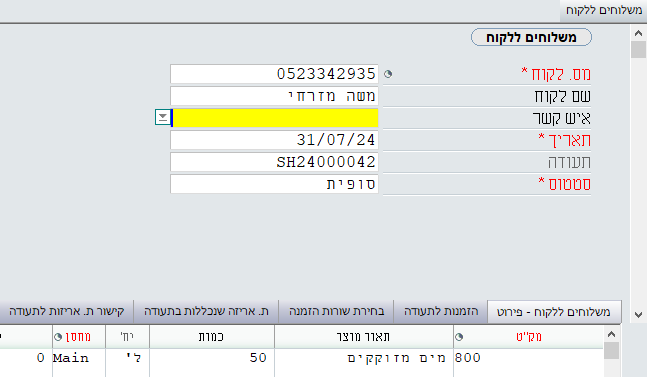 משלוחים ללקוח
משלוחים ללקוח
מס. לקוח * 0523342935
שם לקוח משה מזרחי
איש קשר
תאריך * 31/07/24
תעודה SH24000042
סטטוס * סופית
משלוחים ללקוח - פירוט הזמנות לתעודה בחירת שורות הזמנה ת. אריזה שנכללות בתעודה קישור ת. אריזות לתעודה
מק"ט תאור מוצר כמות יח' מחסן
800 מים מזוקקים 50 ל' Main 0